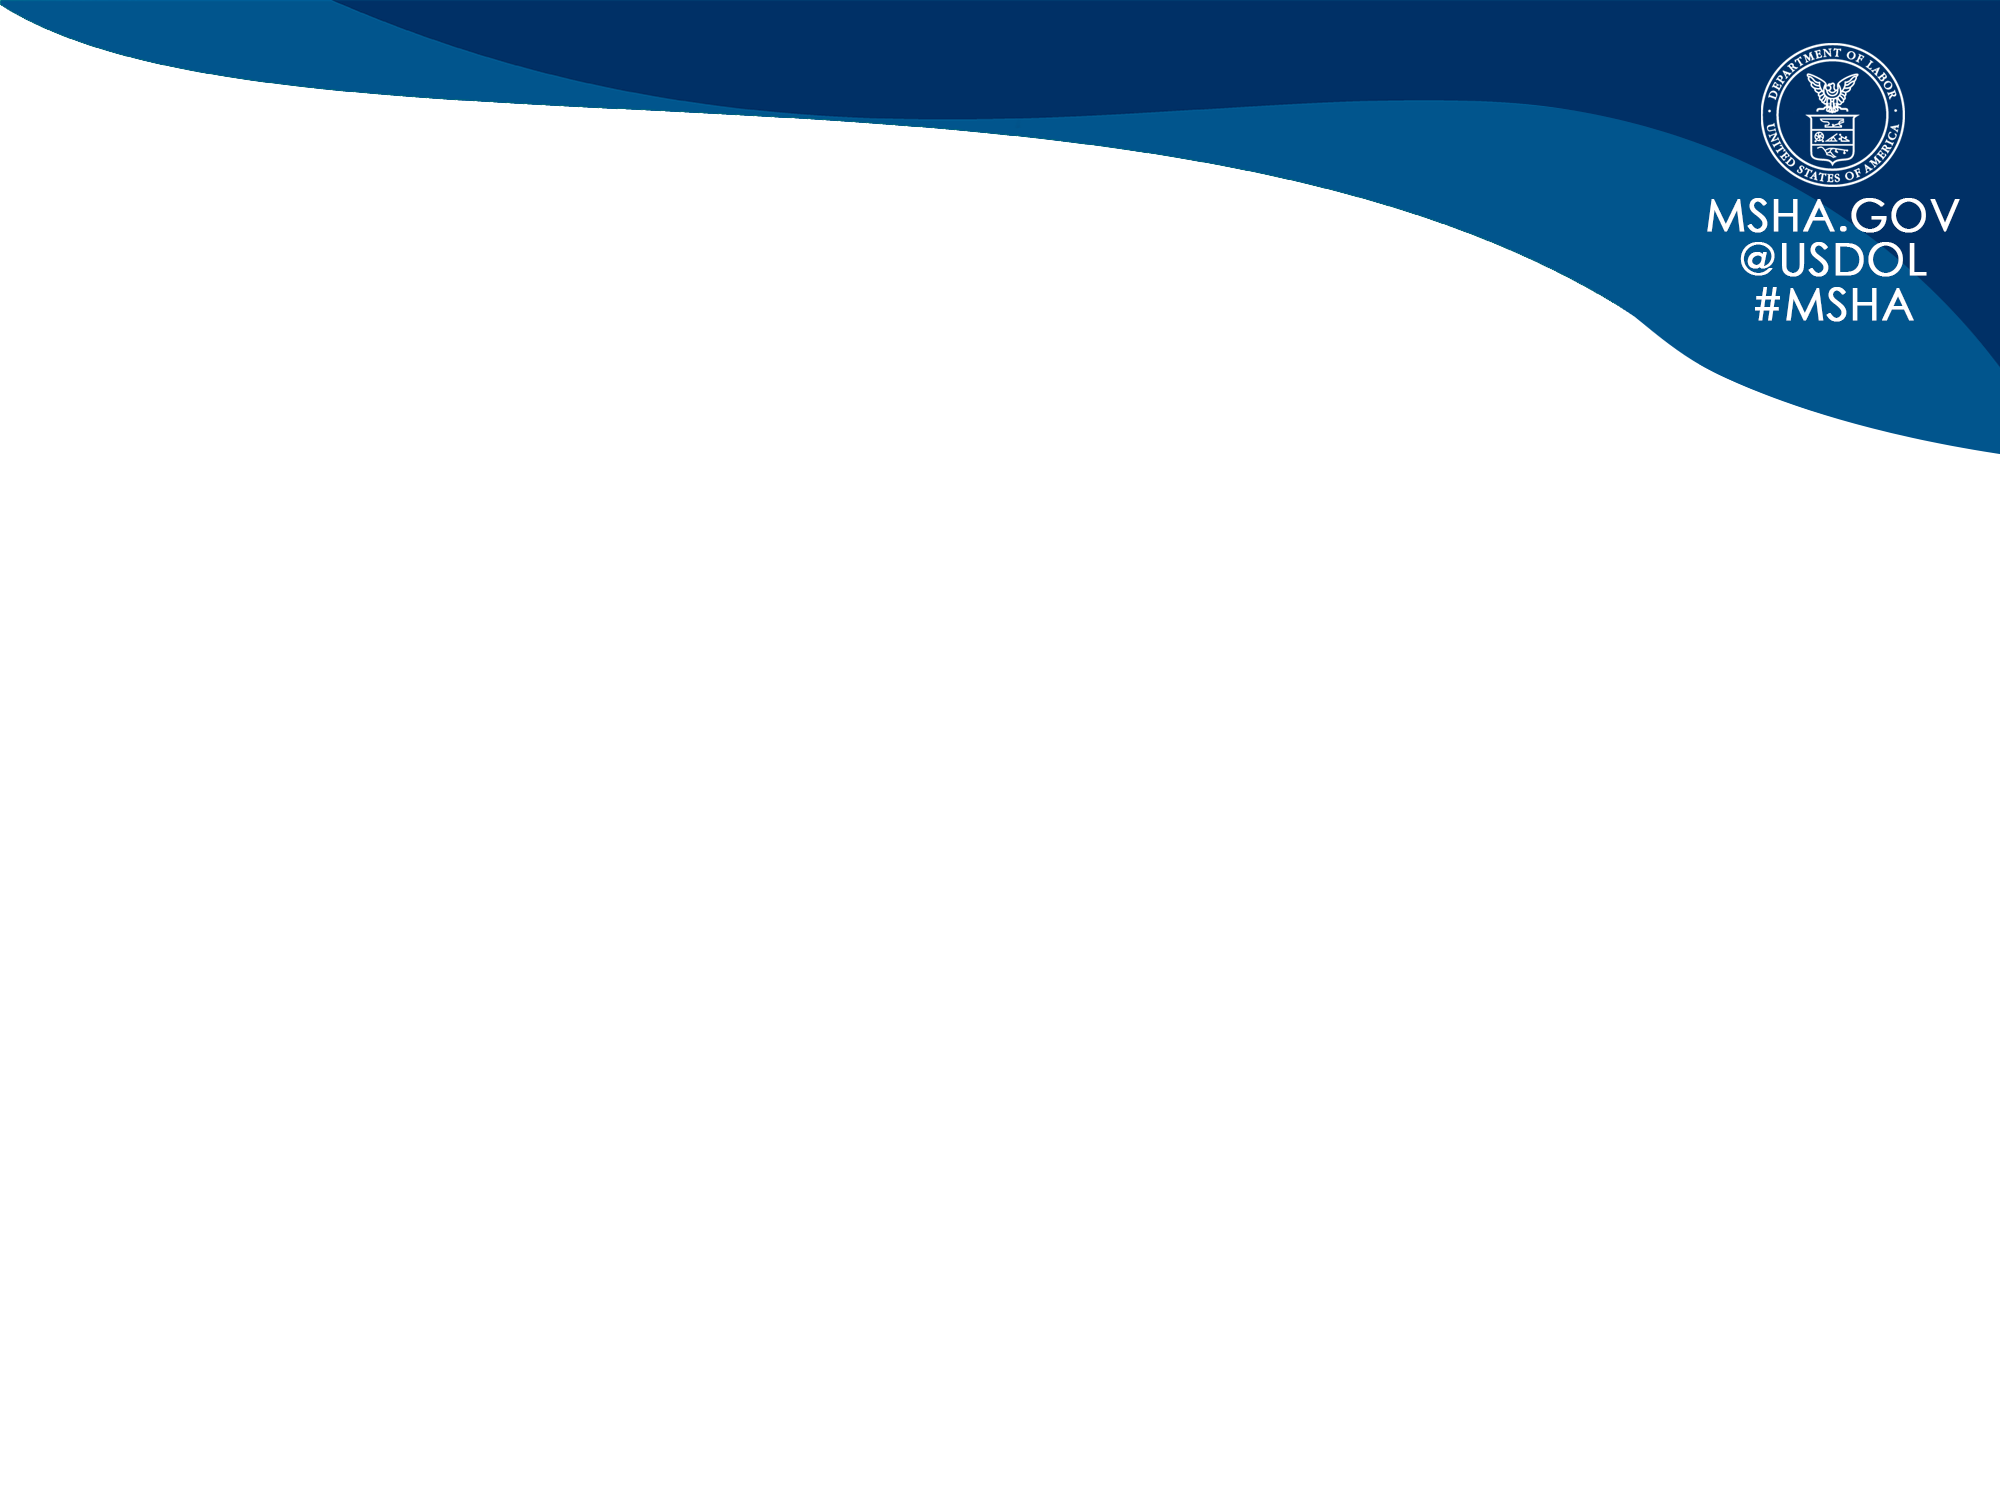 DEPARTMENT OF LABOR
UNITED STATES OF AMERICA
MSHA.GOV
@USDOL
#MSHA